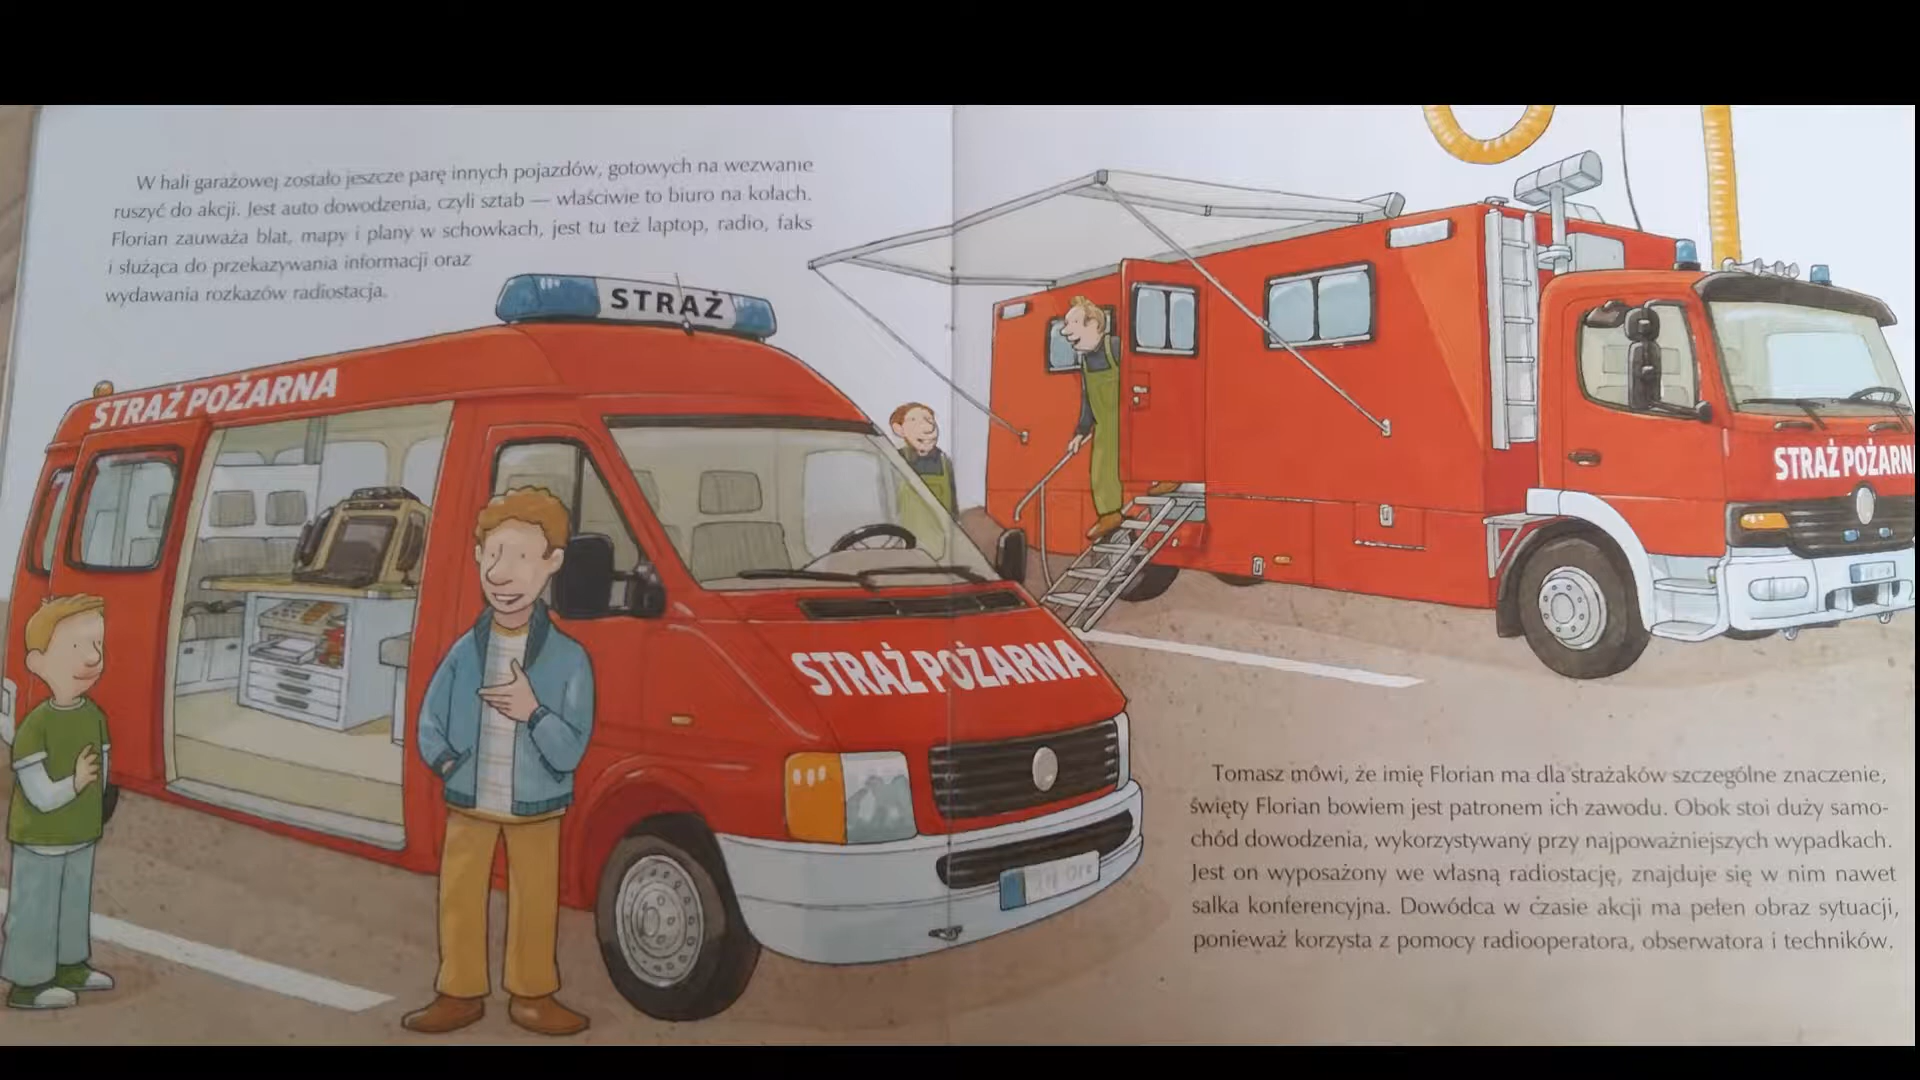 W hali garażowej zostało jeszcze parę innych pojazdów, gotowych na wezwanie
ruszyć do akcji. Jest auto dowodzenia, czyli sztab — właściwie to biuro na kołach.
Florian zauważa blat, mapy i plany w schowkach, jest tu też laptop, radio, faks
i służąca do przekazywania informacji oraz
wydawania rozkazów radiostacja.
STRAŻ
STRAŻ POŻARNA
STRAŻ POŻARNA
STRAŻ POŻARN
Tomasz mówi, że imię Florian ma dla strażaków szczególne znaczenie,
święty Florian bowiem jest patronem ich zawodu. Obok stoi duży samo-
chód dowodzenia, wykorzystywany przy najpoważniejszych wypadkach.
Jest on wyposażony we własną radiostację, znajduje się w nim nawet
salka konferencyjna. Dowódca w czasie akcji ma pełen obraz sytuacji,
ponieważ korzysta z pomocy radiooperatora, obserwatora i techników.